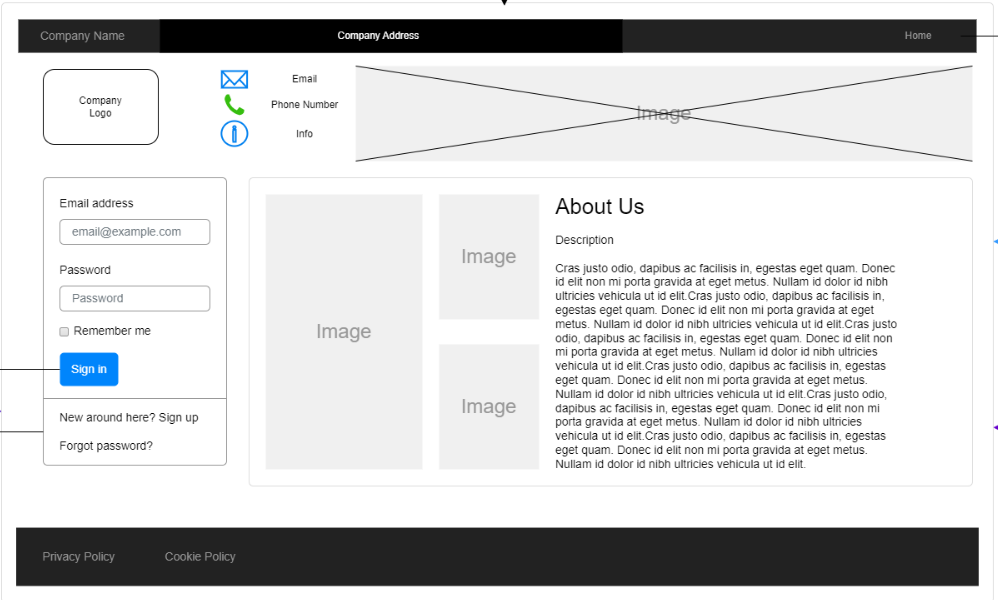 Company Name
Company Address
Home
Company
Logo
Email
Phone Number
Info
Image
Email address
email@example.com
Password
Password
Remember me
Sign in
New around here? Sign up
Forgot password?
Image
Image
Image
About Us
Description
Cras justo odio, dapibus ac facilisis in, egestas eget quam. Donec
id elit non mi porta gravida at eget metus. Nullam id dolor id nibh
ultricies vehicula ut id elit.Cras justo odio, dapibus ac facilisis in,
egestas eget quam. Donec id elit non mi porta gravida at eget
metus. Nullam id dolor id nibh ultricies vehicula ut id elit.Cras justo
odio, dapibus ac facilisis in, egestas eget quam. Donec id elit non
mi porta gravida at eget metus. Nullam id dolor id nibh ultricies
vehicula ut id elit.Cras justo odio, dapibus ac facilisis in, egestas
eget quam. Donec id elit non mi porta gravida at eget metus.
Nullam id dolor id nibh ultricies vehicula ut id elit.Cras justo odio,
dapibus ac facilisis in, egestas eget quam. Donec id elit non mi
porta gravida at eget metus. Nullam id dolor id nibh ultricies
vehicula ut id elit.Cras justo odio, dapibus ac facilisis in, egestas
eget quam. Donec id elit non mi porta gravida at eget metus.
Nullam id dolor id nibh ultricies vehicula ut id elit.
Privacy Policy
Cookie Policy